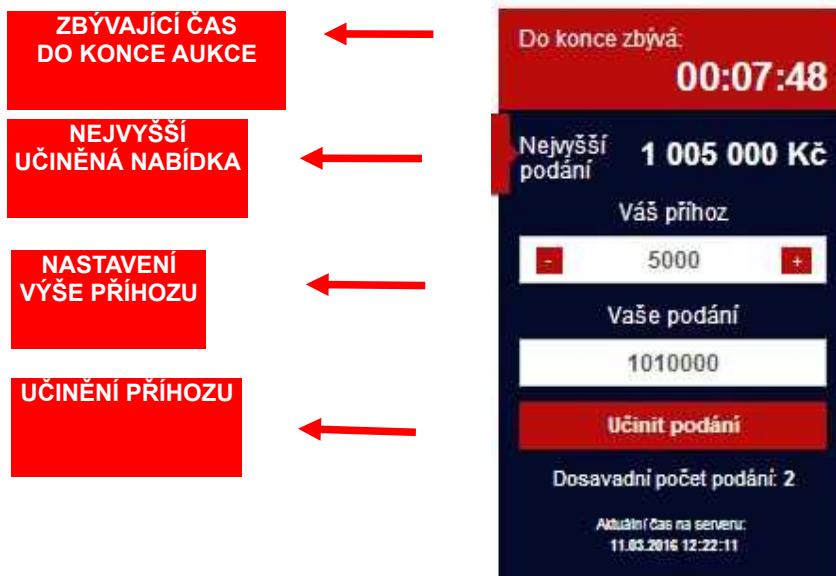 ZBÝVAJÍCÍ ČAS
DO KONCE AUKCE
NEJVYŠŠÍ
UČINĚNÁ NABÍDKA
NASTAVENÍ
VÝŠE PŘÍHOZU
UČINĚNÍ PŘÍHOZU
Do konce zbývá:
00:07:48
Nejvyšší
podání
1 005 000 Kč
Váš příhoz
- 5000 +
Vaše podání
1010000
Učinit podání
Dosavadní počet podání: 2
Aktuální čas na serveru:
11.03.2016 12:22:11